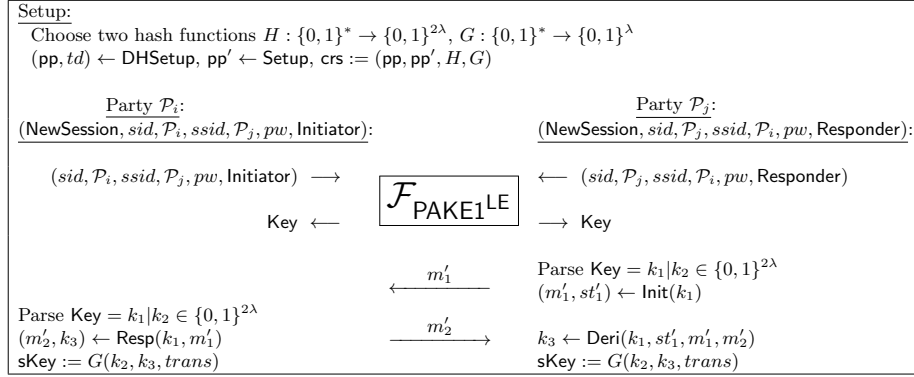 Setup:
Choose two hash functions H : {0, 1}* → {0, 1}^{2λ}, G : {0, 1}* → {0, 1}^λ
(pp, td) ← DHSetup, pp′ ← Setup, crs := (pp, pp′, H, G)
Party P_i:
(NewSession, sid, P_i, ssid, P_j, pw, Initiator):
Party P_j:
(NewSession, sid, P_j, ssid, P_i, pw, Responder):
(sid, P_i, ssid, P_j, pw, Initiator) →
F_{PAKE1^{LE}}
← (sid, P_j, ssid, P_i, pw, Responder)
Key ←
→ Key
m′_1
Parse Key = k_1|k_2 ∈ {0, 1}^{2λ}
(m′_1, st′_1) ← Init(k_1)
Parse Key = k_1|k_2 ∈ {0, 1}^{2λ}
(m′_2, k_3) ← Resp(k_1, m′_1)
m′_2
k_3 ← Deri(k_1, st′_1, m′_1, m′_2)
sKey := G(k_2, k_3, trans)
sKey := G(k_2, k_3, trans)